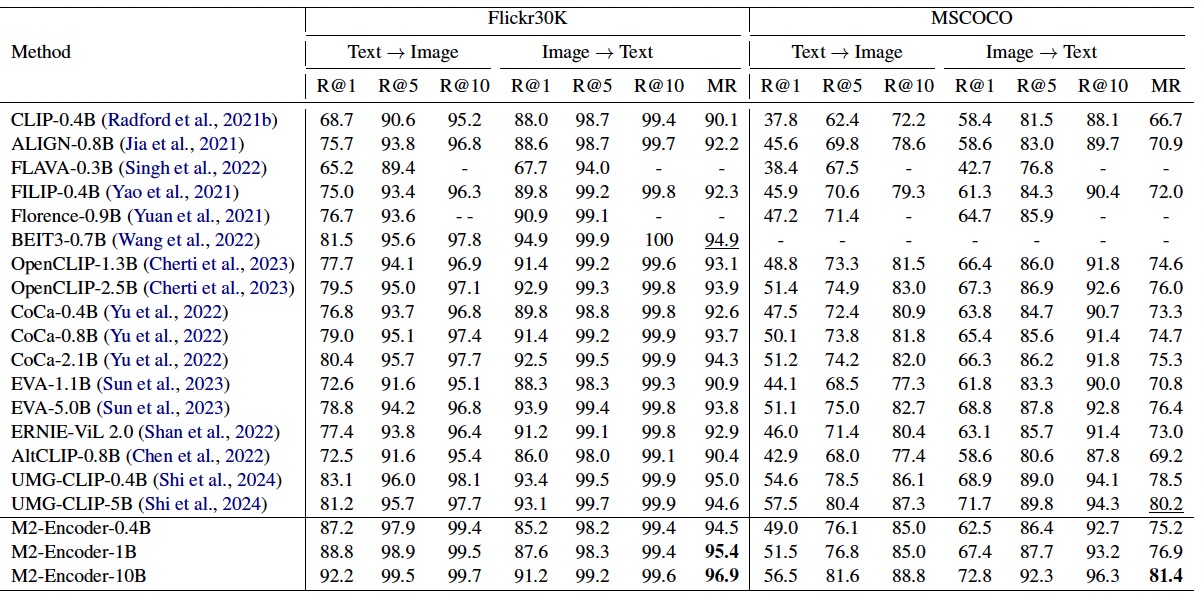 Flickr30K MSCOCO
Method Text → Image Image → Text Text → Image Image → Text
R@1 R@5 R@10 R@1 R@5 R@10 MR R@1 R@5 R@10 R@1 R@5 R@10 MR
CLIP-0.4B (Radford et al., 2021b) 68.7 90.6 95.2 88.0 98.7 99.4 90.1 37.8 62.4 72.2 58.4 81.5 88.1 66.7
ALIGN-0.8B (Jia et al., 2021) 75.7 93.8 96.8 88.6 98.7 99.7 92.2 45.6 69.8 78.6 58.6 83.0 89.7 70.9
FLAVA-0.3B (Singh et al., 2022) 65.2 89.4 - 67.7 94.0 - - 38.4 67.5 - 42.7 76.8 - -
FILIP-0.4B (Yao et al., 2021) 75.0 93.4 96.3 89.8 99.2 99.8 92.3 45.9 70.6 79.3 61.3 84.3 90.4 72.0
Florence-0.9B (Yuan et al., 2021) 76.7 93.6 - - 90.9 99.1 - - 47.2 71.4 - 64.7 85.9 - -
BEIT3-0.7B (Wang et al., 2022) 81.5 95.6 97.8 94.9 99.9 100 94.9 - - - - - - -
OpenCLIP-1.3B (Cherti et al., 2023) 77.7 94.1 96.9 91.4 99.2 99.6 93.1 48.8 73.3 81.5 66.4 86.0 91.8 74.6
OpenCLIP-2.5B (Cherti et al., 2023) 79.5 95.0 97.1 92.9 99.3 99.8 93.9 51.4 74.9 83.0 67.3 86.9 92.6 76.0
CoCa-0.4B (Yu et al., 2022) 76.8 93.7 96.8 89.8 98.8 99.8 92.6 47.5 72.4 80.9 63.8 84.7 90.7 73.3
CoCa-0.8B (Yu et al., 2022) 79.0 95.1 97.4 91.4 99.2 99.9 93.7 50.1 73.8 81.8 65.4 85.6 91.4 74.7
CoCa-2.1B (Yu et al., 2022) 80.4 95.7 97.7 92.5 99.5 99.9 94.3 51.2 74.2 82.0 66.3 86.2 91.8 75.3
EVA-1.1B (Sun et al., 2023) 72.6 91.6 95.1 88.3 98.3 99.3 90.9 44.1 68.5 77.3 61.8 83.3 90.0 70.8
EVA-5.0B (Sun et al., 2023) 78.8 94.2 96.8 93.9 99.4 99.8 93.8 51.1 75.0 82.7 68.8 87.8 92.8 76.4
ERNIE-ViL 2.0 (Shan et al., 2022) 77.4 93.8 96.4 91.2 99.1 99.8 92.9 46.0 71.4 80.4 63.1 85.7 91.4 73.0
AltCLIP-0.8B (Chen et al., 2022) 72.5 91.6 95.4 86.0 98.0 99.1 90.4 42.9 68.0 77.4 58.6 80.6 87.8 69.2
UMG-CLIP-0.4B (Shi et al., 2024) 83.1 96.0 98.1 93.4 99.5 99.9 95.0 54.6 78.5 86.1 68.9 89.0 94.1 78.5
UMG-CLIP-5B (Shi et al., 2024) 81.2 95.7 97.7 93.1 99.7 99.9 94.6 57.5 80.4 87.3 71.7 89.8 94.3 80.2
M2-Encoder-0.4B 87.2 97.9 99.4 85.2 98.2 99.4 94.5 49.0 76.1 85.0 62.5 86.4 92.7 75.2
M2-Encoder-1B 88.8 98.9 99.5 87.6 98.3 99.4 95.4 51.5 76.8 85.0 67.4 87.7 93.2 76.9
M2-Encoder-10B 92.2 99.5 99.7 91.2 99.2 99.6 96.9 56.5 81.6 88.8 72.8 92.3 96.3 81.4